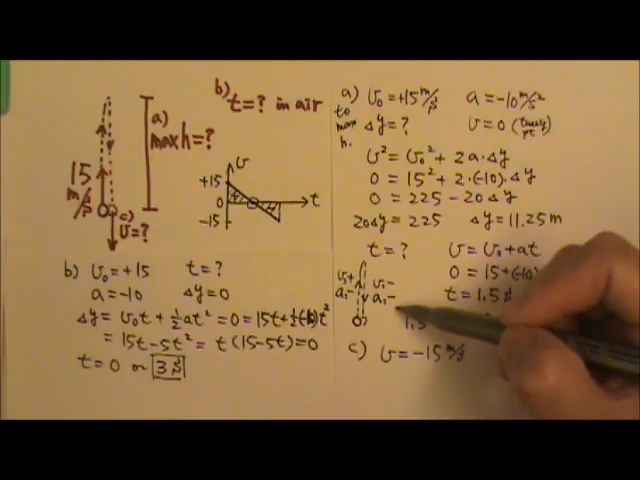 a)
max h=?
15
m/s
c)
v=?
b)
t=? in air
v
+15
0
-15
t
+
-
b) v₀=+15 t=?
a=-10 Δy=0
Δy= v₀t + ½at² = 0 = 15t+½(-10)t²
= 15t-5t² = t(15-5t)=0
t=0 or 3 s
a) v₀=+15 m/s a=-10 m/s²
to
max
h.
Δy=? v=0
v² = v₀² + 2a·Δy
0 = 15² + 2·(-10)·Δy
0 = 225 - 20Δy
20Δy = 225 Δy= 11.25 m
t=? v= v₀+at
0 = 15+(-10)
t = 1.5 s
v:+ v:-
a:- a:-
1.5
c) v=-15 m/s